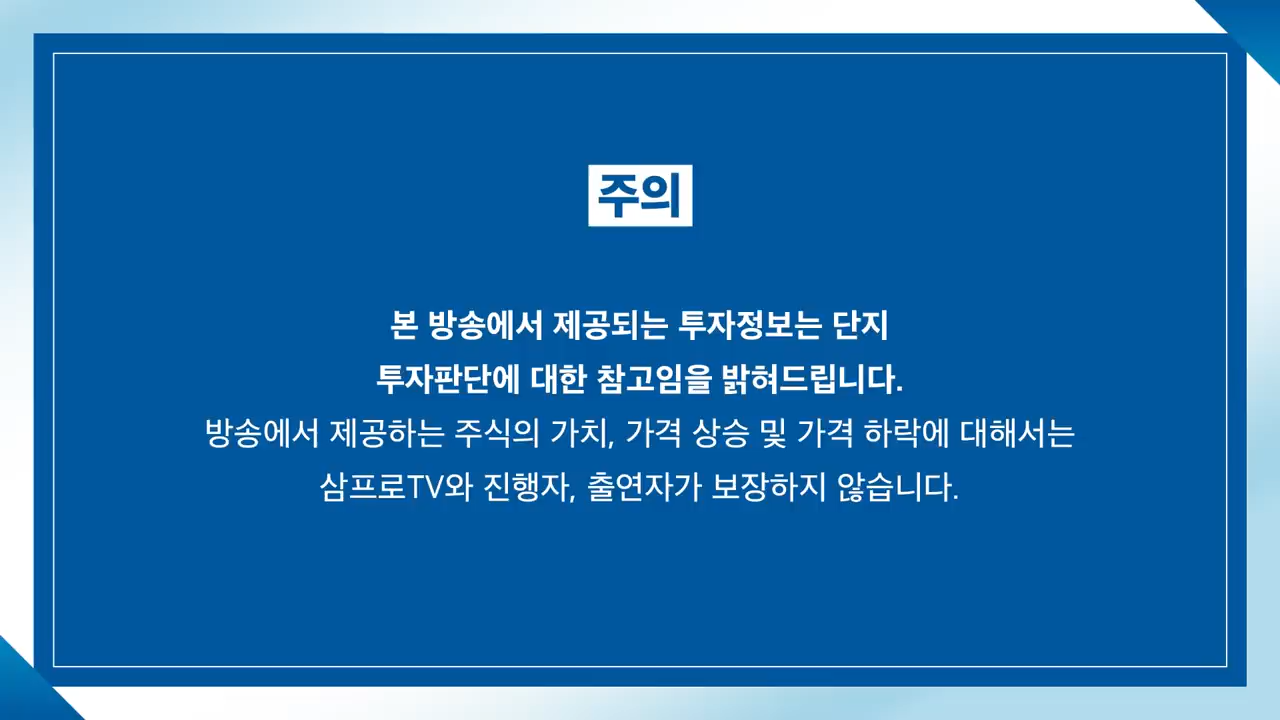 주의
본 방송에서 제공되는 투자정보는 단지
투자판단에 대한 참고임을 밝혀드립니다.
방송에서 제공하는 주식의 가치, 가격 상승 및 가격 하락에 대해서는
삼프로TV와 진행자, 출연자가 보장하지 않습니다.